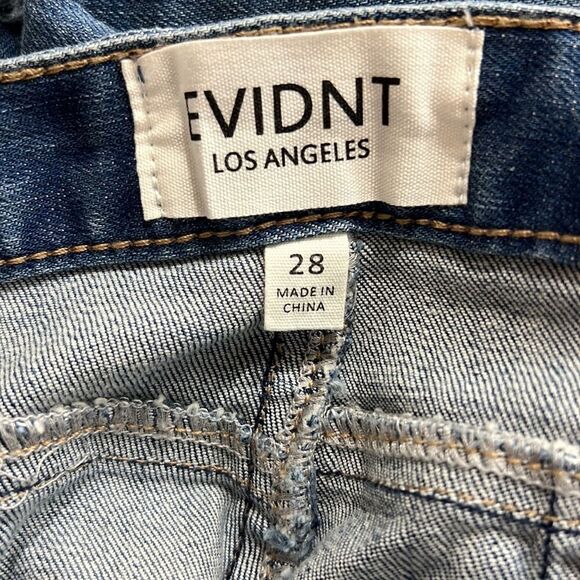 EVIDNT
LOS ANGELES
28
MADE IN
CHINA